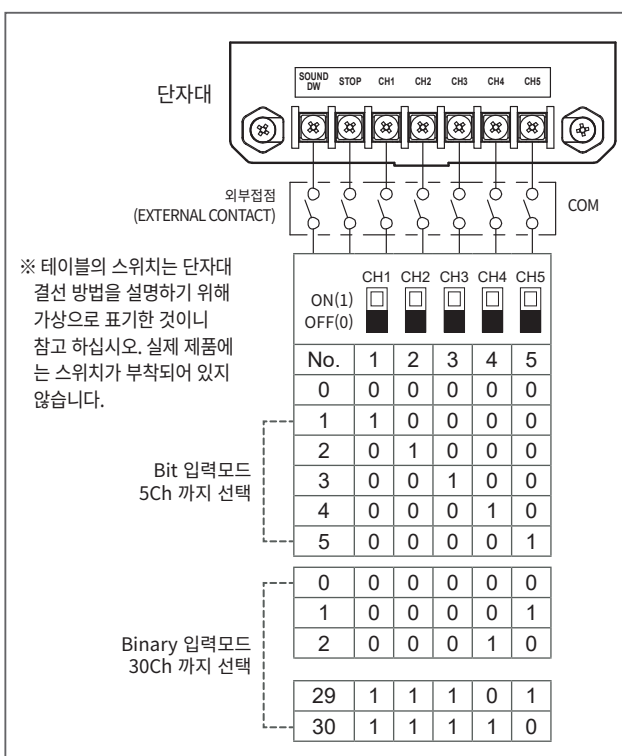 SOUND DW STOP CH1 CH2 CH3 CH4 CH5
단자대
외부접점
(EXTERNAL CONTACT)
COM
※ 테이블의 스위치는 단자대
결선 방법을 설명하기 위해
가상으로 표기한 것이니
참고 하십시오. 실제 제품에
는 스위치가 부착되어 있지
않습니다.
CH1 CH2 CH3 CH4 CH5
ON(1)
OFF(0)
No. 1 2 3 4 5
0 0 0 0 0 0
1 1 0 0 0 0
2 0 1 0 0 0
3 0 0 1 0 0
4 0 0 0 1 0
5 0 0 0 0 1
Bit 입력모드
5Ch 까지 선택
0 0 0 0 0 0
1 0 0 0 0 1
2 0 0 0 1 0
Binary 입력모드
30Ch 까지 선택
29 1 1 1 0 1
30 1 1 1 1 0